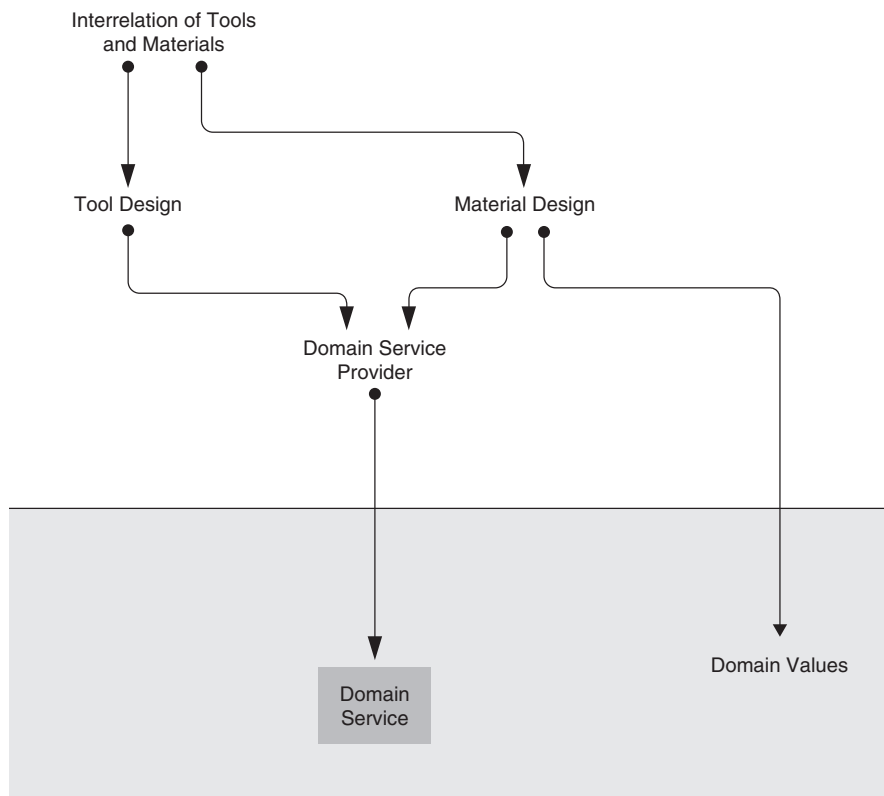 Interrelation of Tools
and Materials
Tool Design
Material Design
Domain Service
Provider
Domain Values
Domain
Service